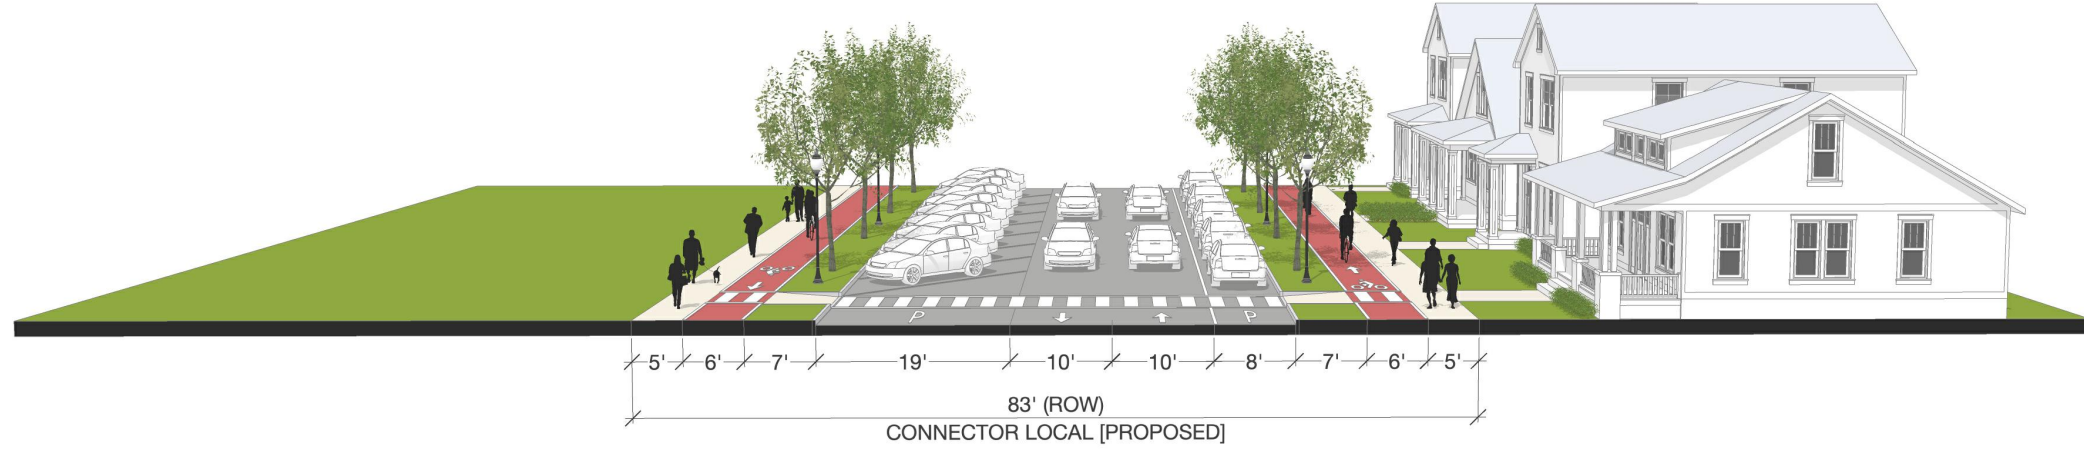 P P
5' 6' 7' 19' 10' 10' 8' 7' 6' 5'
83' (ROW)
CONNECTOR LOCAL [PROPOSED]